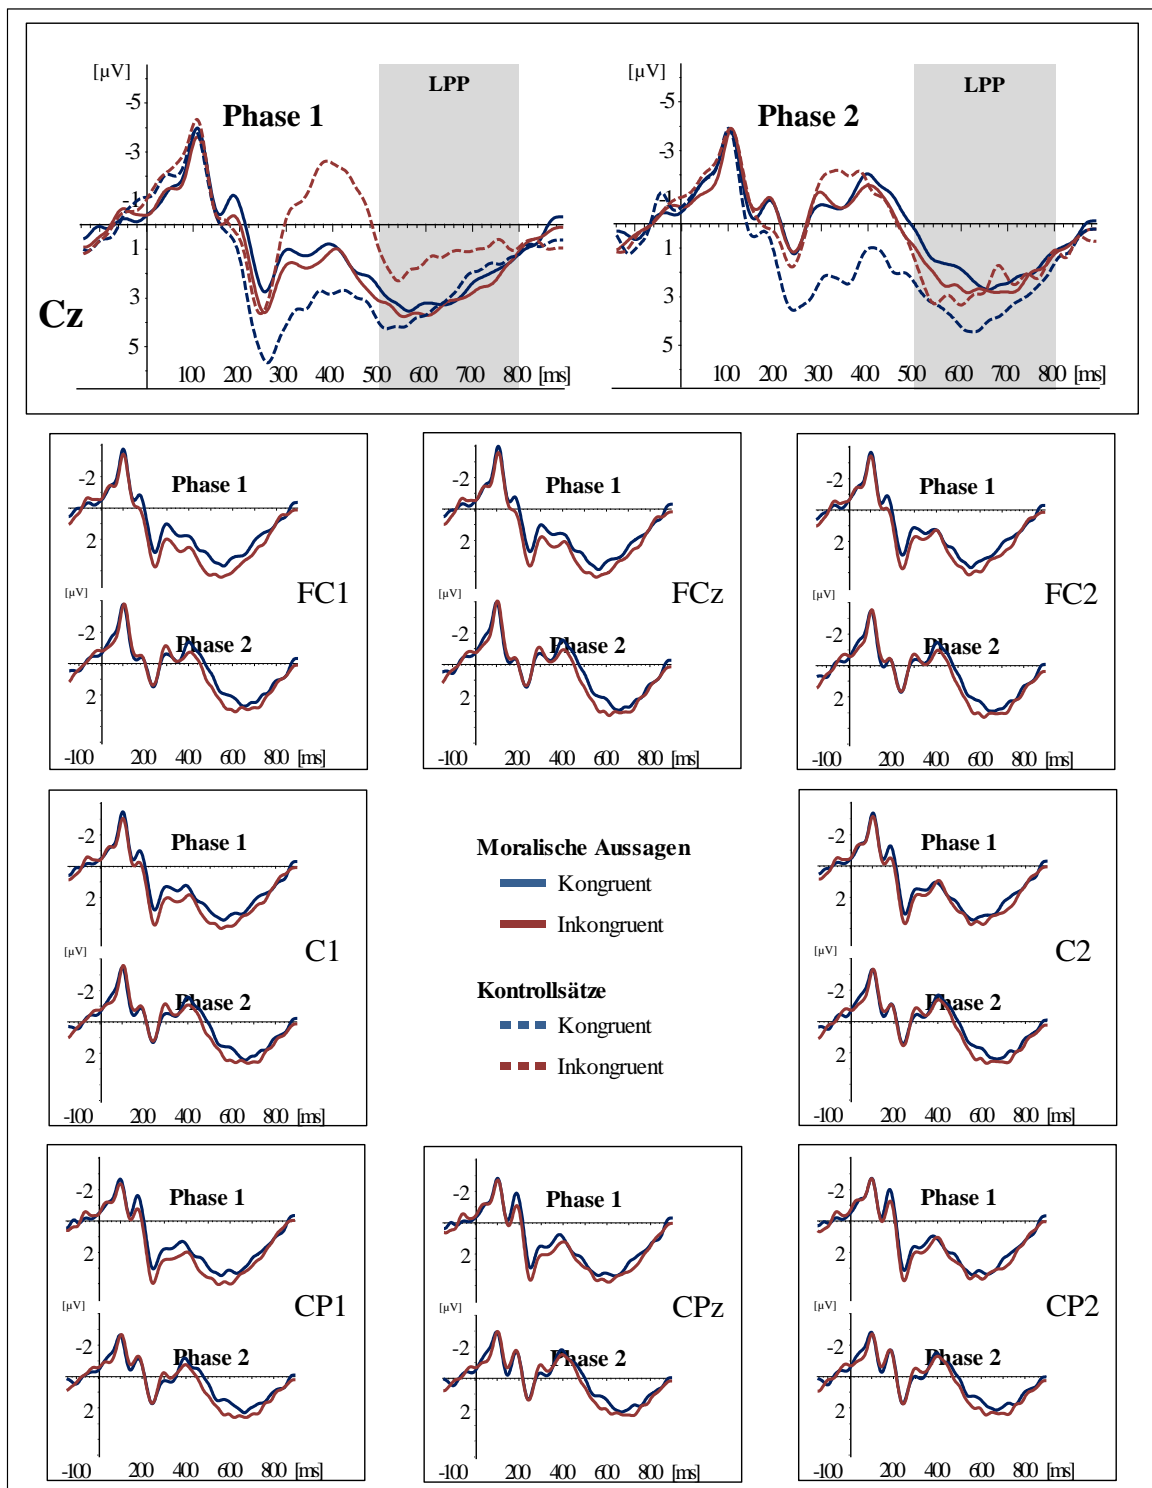 [µV] LPP [µV] LPP
-5 Phase 1 -5 Phase 2
-3 -3
-1 -1
1 1
3 3
Cz
5 5
100 200 300 400 500 600 700 800 [ms] 100 200 300 400 500 600 700 800 [ms]
-2 Phase 1 -2 Phase 1 -2 Phase 1
2 2 2
FC1 FCz FC2
[µV] [µV] [µV]
-2 Phase 2 -2 Phase 2 -2 Phase 2
2 2 2
-100 200 400 600 800 [ms] -100 200 400 600 800 [ms] -100 200 400 600 800 [ms]
-2 Phase 1 -2 Phase 1
Moralische Aussagen
2 Kongruent 2
Inkongruent
C1 C2
[µV] [µV]
-2 Phase 2 Kontrollsätze -2 Phase 2
Kongruent
2 Inkongruent 2
-100 200 400 600 800 [ms] -100 200 400 600 800 [ms]
-2 Phase 1 -2 Phase 1 -2 Phase 1
2 2 2
CP1 CPz CP2
[µV] [µV] [µV]
-2 Phase 2 -2 Phase 2 -2 Phase 2
2 2 2
-100 200 400 600 800 [ms] -100 200 400 600 800 [ms] -100 200 400 600 800 [ms]